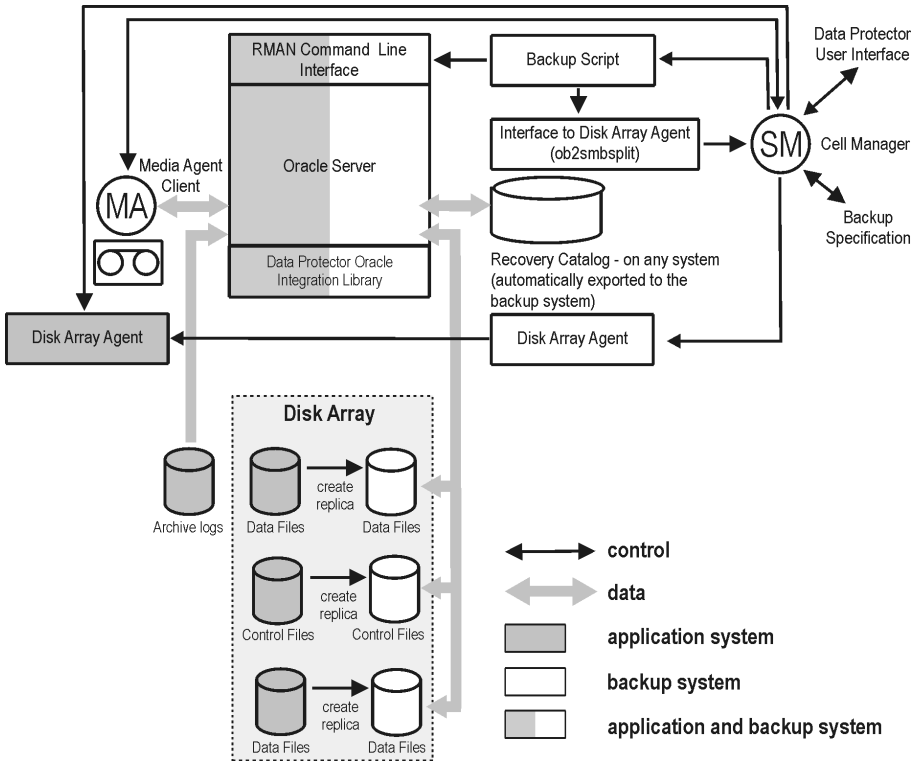 RMAN Command Line
Interface
Backup Script
Data Protector
User Interface
Interface to Disk Array Agent
(ob2smbsplit)
SM
Cell Manager
Media Agent
Client
Oracle Server
MA
Backup
Specification
Data Protector Oracle
Integration Library
Recovery Catalog - on any system
(automatically exported to the
backup system)
Disk Array Agent
Disk Array Agent
Disk Array
create
replica
Archive logs
Data Files
Data Files
create
replica
Control Files
Control Files
create
replica
Data Files
Data Files
control
data
application system
backup system
application and backup system